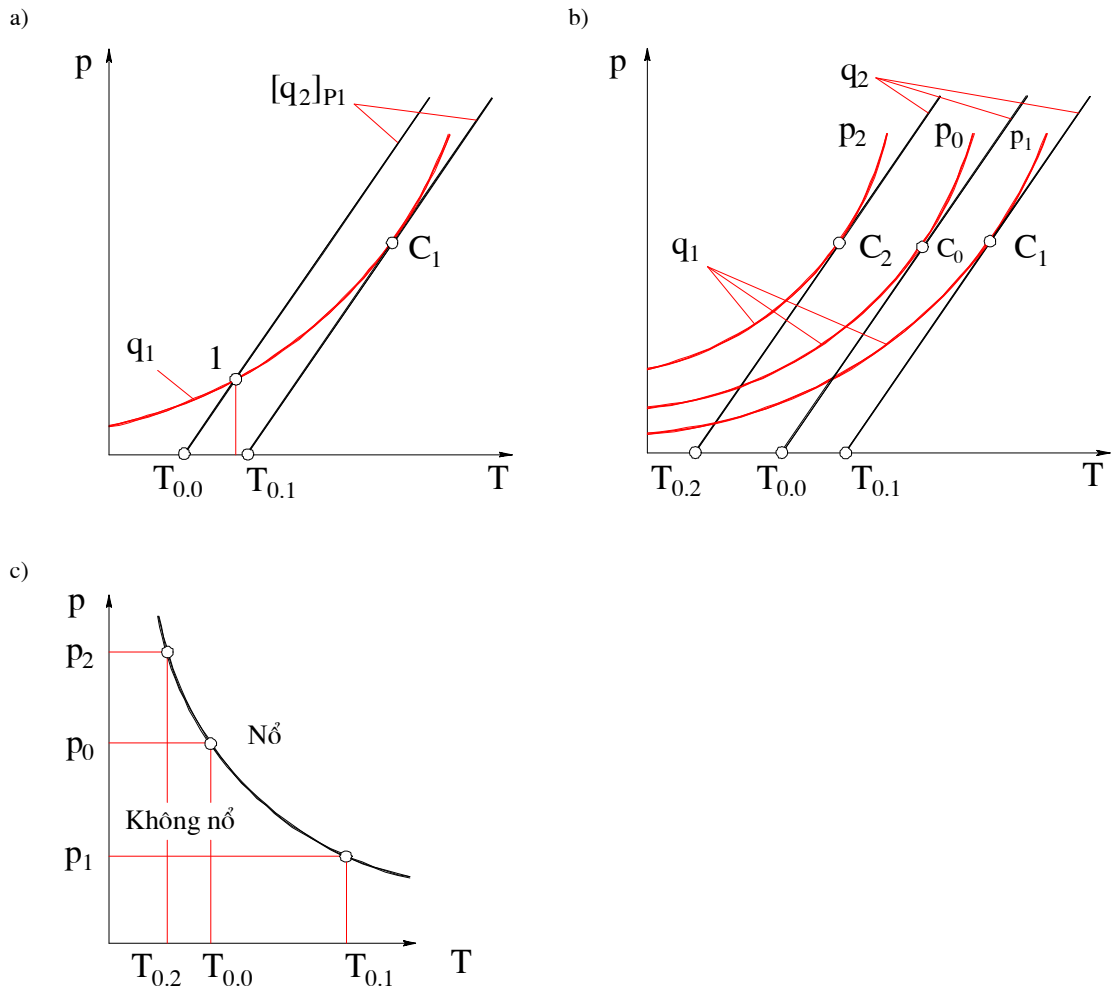 a)
p
[q₂]P1
C₁
q₁
1
T₀.₀
T₀.₁
T
b)
p
q₂
p₂
p₀
p₁
q₁
C₂
C₀
C₁
T₀.₂
T₀.₀
T₀.₁
T
c)
p
p₂
Nổ
p₀
Không nổ
p₁
T₀.₂
T₀.₀
T₀.₁
T